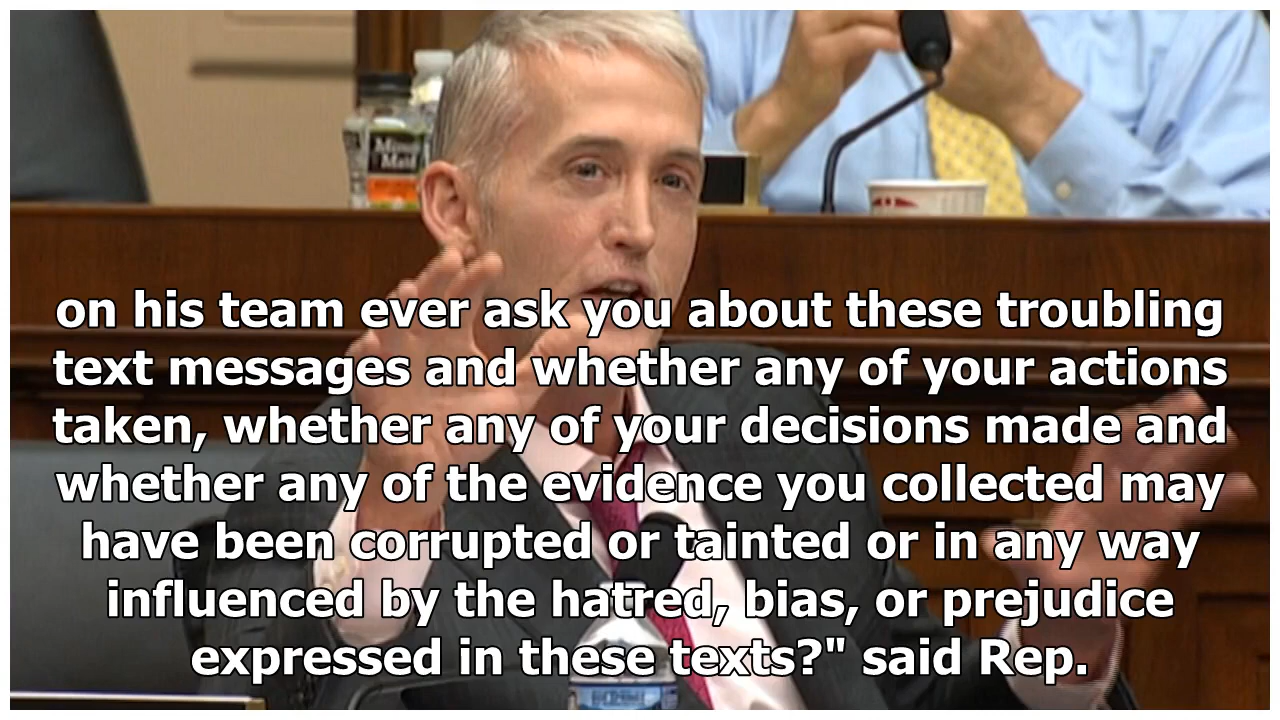 Minute
Maid
on his team ever ask you about these troubling
text messages and whether any of your actions
taken, whether any of your decisions made and
whether any of the evidence you collected may
have been corrupted or tainted or in any way
influenced by the hatred, bias, or prejudice
expressed in these texts?" said Rep.